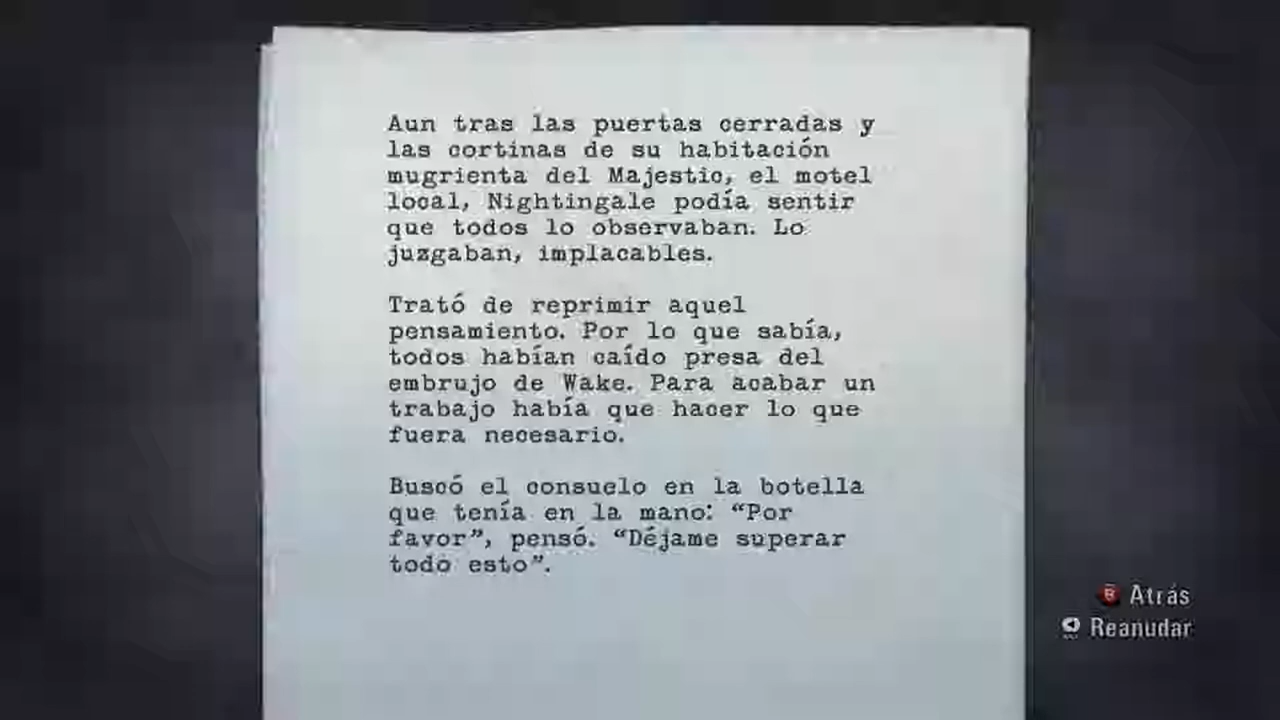 Aun tras las puertas cerradas y
las cortinas de su habitación
mugrienta del Majestic, el motel
local, Nightingale podía sentir
que todos lo observaban. Lo
juzgaban, implacables.
Trató de reprimir aquel
pensamiento. Por lo que sabía,
todos habían caído presa del
embrujo de Wake. Para acabar un
trabajo había que hacer lo que
fuera necesario.
Buscó el consuelo en la botella
que tenía en la mano: “Por
favor”, pensó. “Déjame superar
todo esto”.
B Atrás
Reanudar